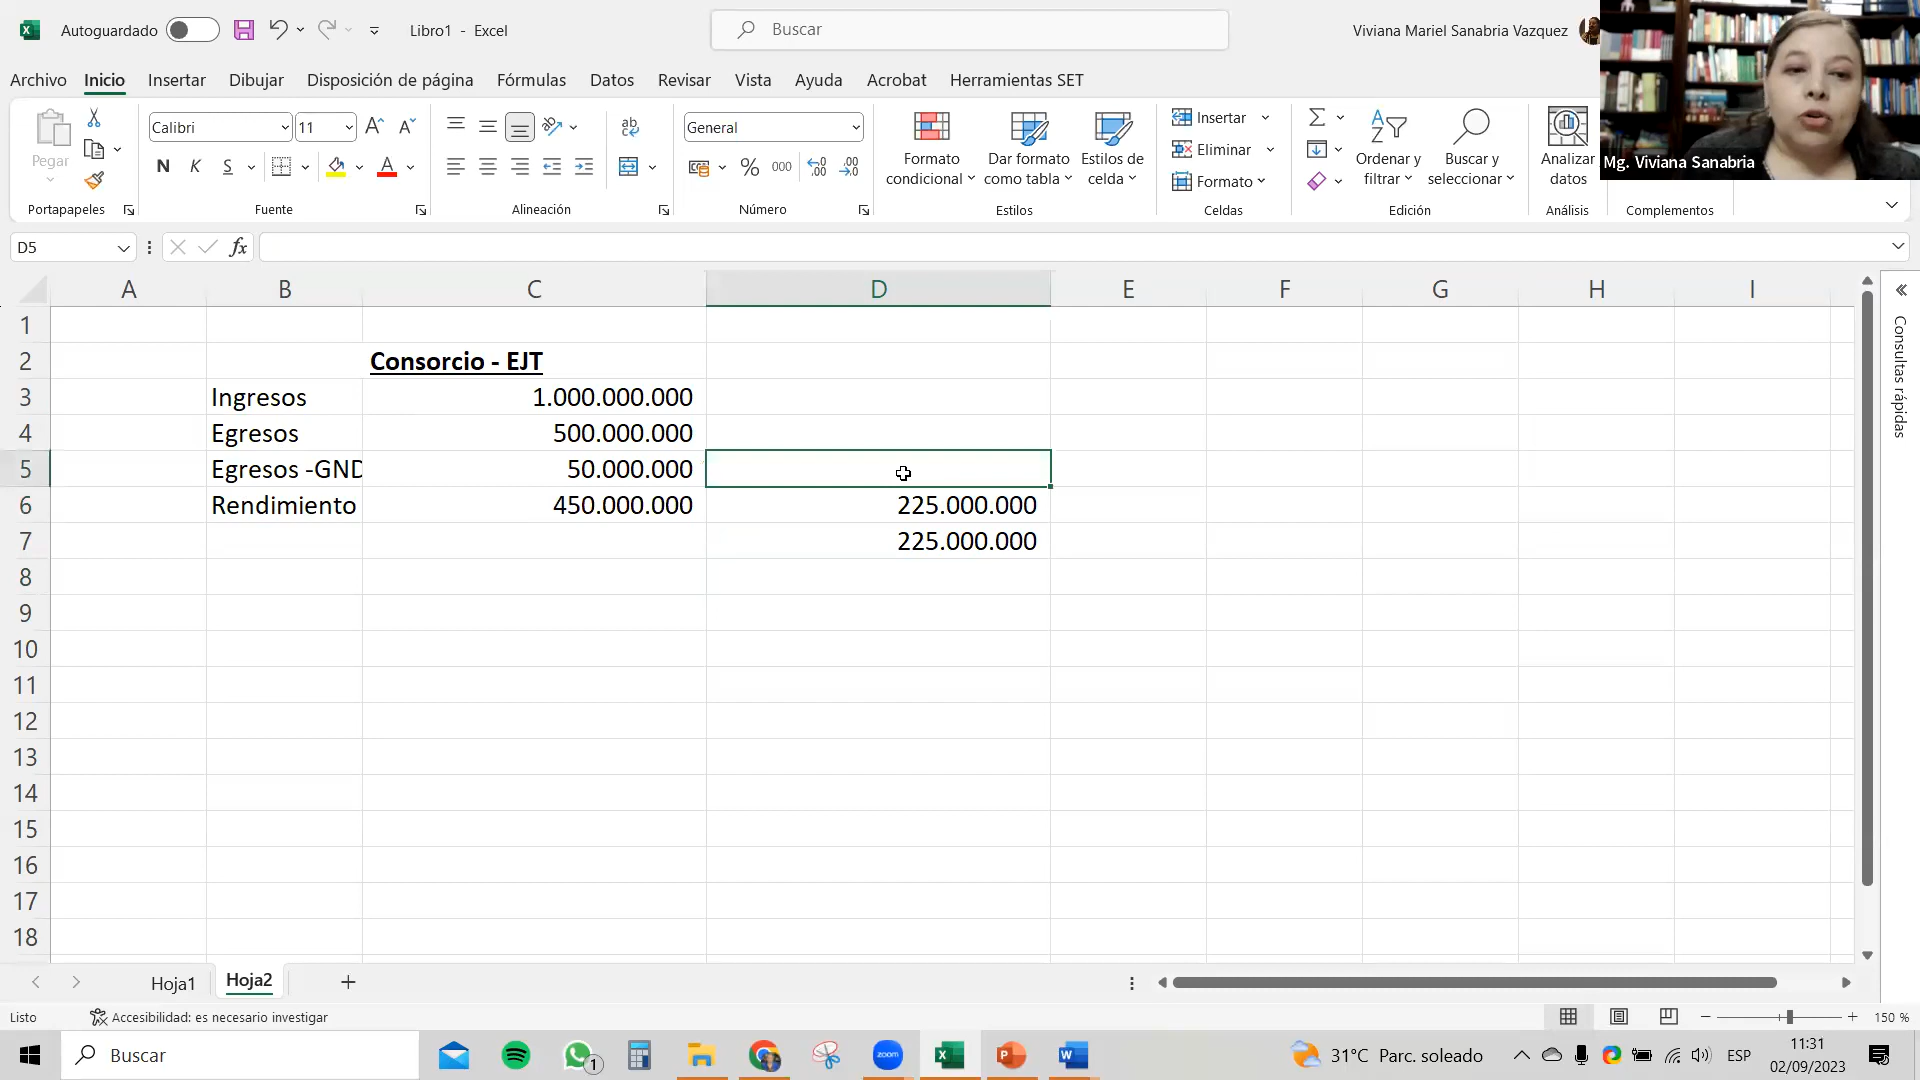 Autoguardado
Libro1 - Excel
Buscar
Viviana Mariel Sanabria Vazquez
Archivo
Inicio
Insertar
Dibujar
Disposición de página
Fórmulas
Datos
Revisar
Vista
Ayuda
Acrobat
Herramientas SET
Pegar
Portapapeles
Calibri
11
N K S
Fuente
Alineación
General
% 000
Número
Formato condicional
Dar formato como tabla
Estilos de celda
Estilos
Insertar
Eliminar
Formato
Celdas
Ordenar y filtrar
Buscar y seleccionar
Edición
Analizar datos
Análisis
Complementos
Mg. Viviana Sanabria
D5
fx
A B C D E F G H I
1
2 Consorcio - EJT
3 Ingresos 1.000.000.000
4 Egresos 500.000.000
5 Egresos -GND 50.000.000
6 Rendimiento 450.000.000 225.000.000
7 225.000.000
8
9
10
11
12
13
14
15
16
17
18
Consultas rápidas
Hoja1
Hoja2
Listo
Accesibilidad: es necesario investigar
150 %
Buscar
1
zoom
31°C Parc. soleado
ESP
11:31
02/09/2023